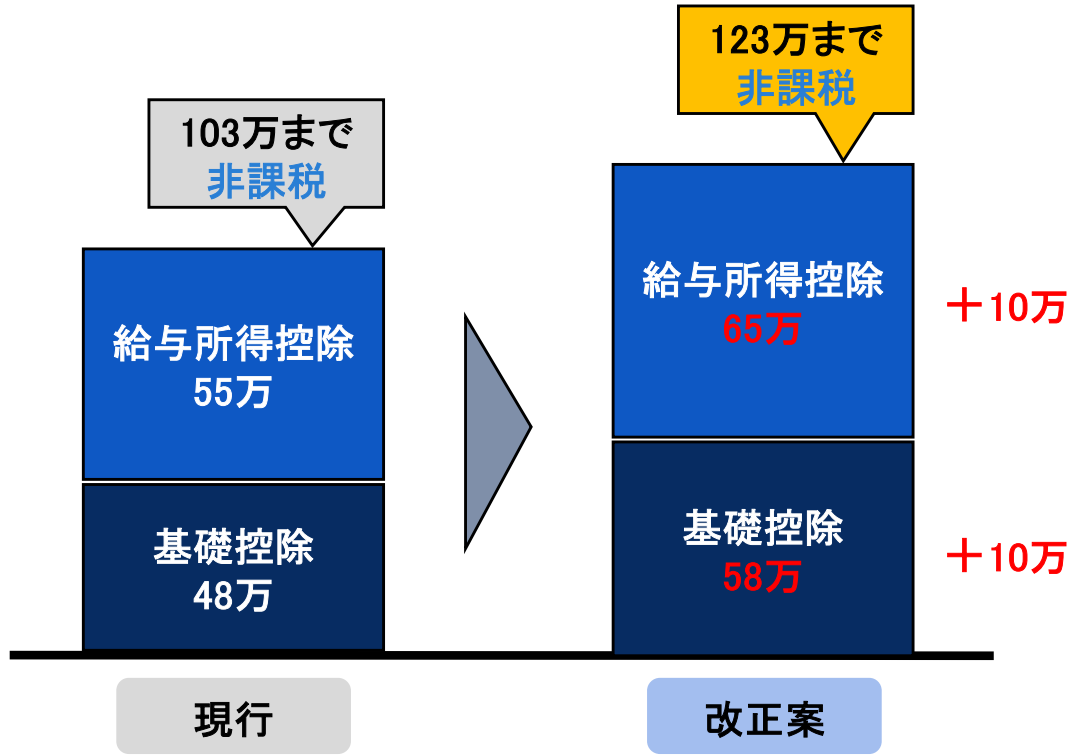 103万まで
非課税
給与所得控除
55万
基礎控除
48万
現行
123万まで
非課税
給与所得控除
65万
+10万
基礎控除
58万
+10万
改正案